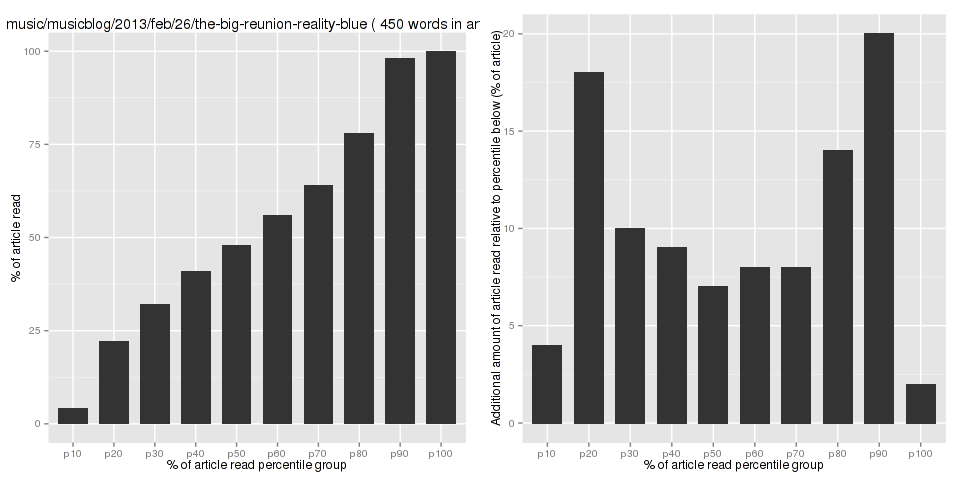 music/musicblog/2013/feb/26/the-big-reunion-reality-blue ( 450 words in ar
% of article read
100
75
50
25
0
p10 p20 p30 p40 p50 p60 p70 p80 p90 p100
% of article read percentile group
Additional amount of article read relative to percentile below (% of article)
20
15
10
5
0
p10 p20 p30 p40 p50 p60 p70 p80 p90 p100
% of article read percentile group